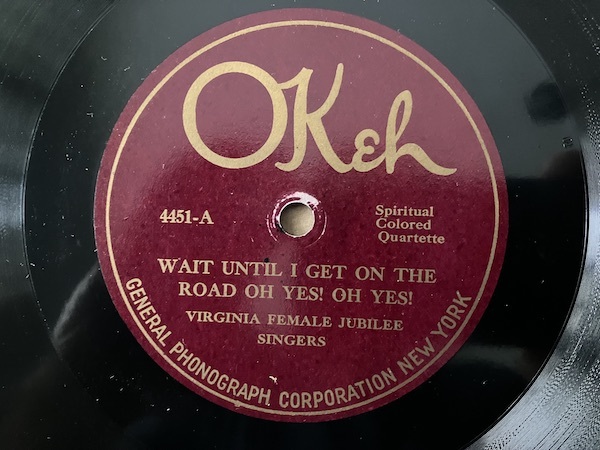 OKeh
4451-A
Spiritual
Colored
Quartette
WAIT UNTIL I GET ON THE
ROAD OH YES! OH YES!
VIRGINIA FEMALE JUBILEE
SINGERS
GENERAL PHONOGRAPH CORPORATION NEW YORK